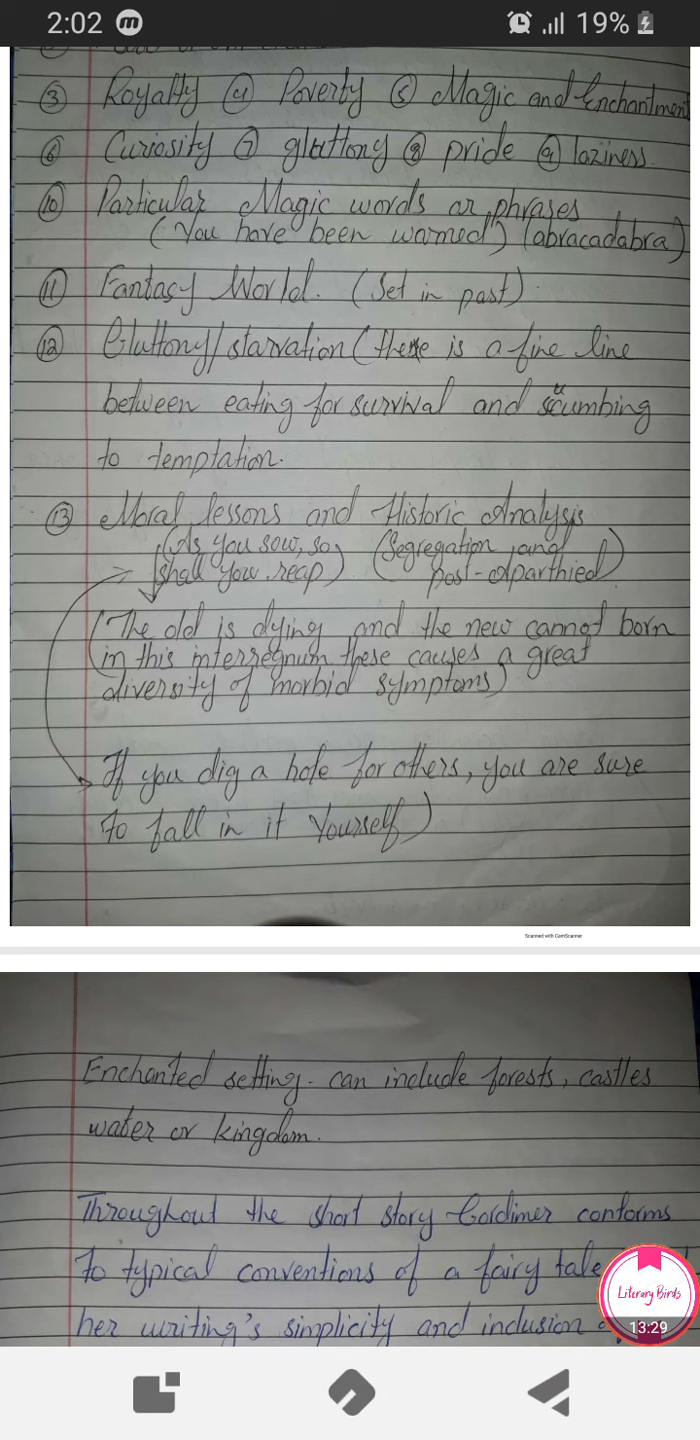 2:02 m 19%
③ Royalty ④ Poverty ⑤ Magic and Enchantment
⑥ Curiosity ⑦ gluttony ⑧ pride ⑨ laziness.
⑩ Particular Magic words or phrases
(You have been warned) (abracadabra)
⑪ Fantasy World. (Set in past).
⑫ Gluttony/starvation (there is a fine line
between eating for survival and scumbing
to temptation.
⑬ Moral lessons and Historic Analysis
(As you sow, so (Segregation and
shall you reap) post-Aparthied)
(The old is dying and the new cannot born
in this interregnum these causes a great
diversity of morbid symptoms)
If you dig a hole for others, you are sure
to fall in it Yourself)
Scanned with CamScanner
Enchanted setting. can include forests, castles
water or kingdom.
Throughout the short story Gordimer conforms
to typical conventions of a fairy tale
her writing's simplicity and inclusion
Literary Birds
13:29